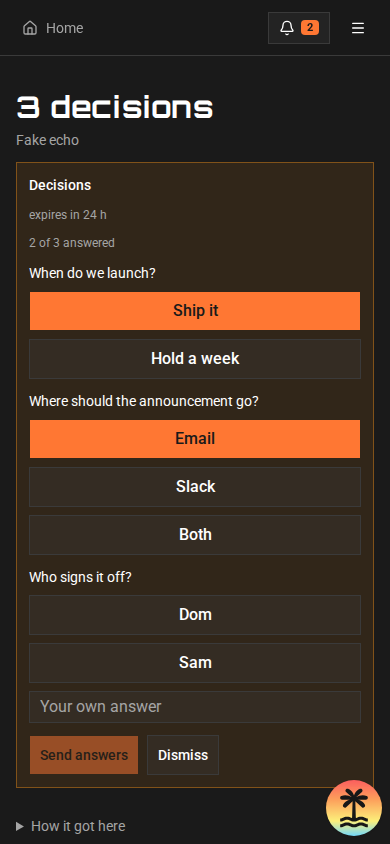 Home
2
3 decisions
Fake echo
Decisions
expires in 24 h
2 of 3 answered
When do we launch?
Ship it
Hold a week
Where should the announcement go?
Email
Slack
Both
Who signs it off?
Dom
Sam
Your own answer
Send answers
Dismiss
How it got here